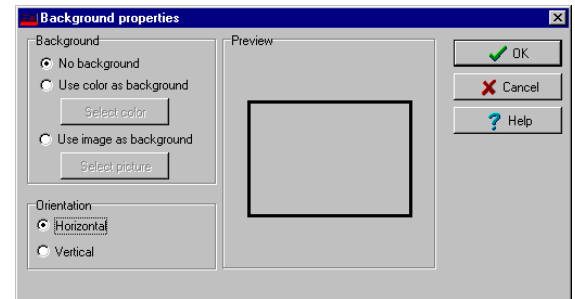 Background properties
Background
No background
Use color as background
Select color
Use image as background
Select picture
Orientation
Horizontal
Vertical
Preview
OK
Cancel
Help